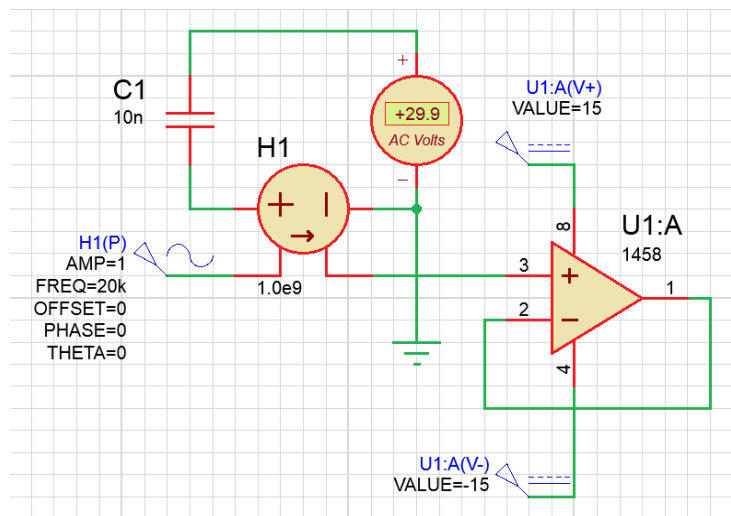 C1
10n
+
+29.9
AC Volts
−
U1:A(V+)
VALUE=15
H1
+
H1(P)
AMP=1
FREQ=20k
OFFSET=0
PHASE=0
THETA=0
1.0e9
8
U1:A
1458
3
+
1
2
−
4
U1:A(V-)
VALUE=-15